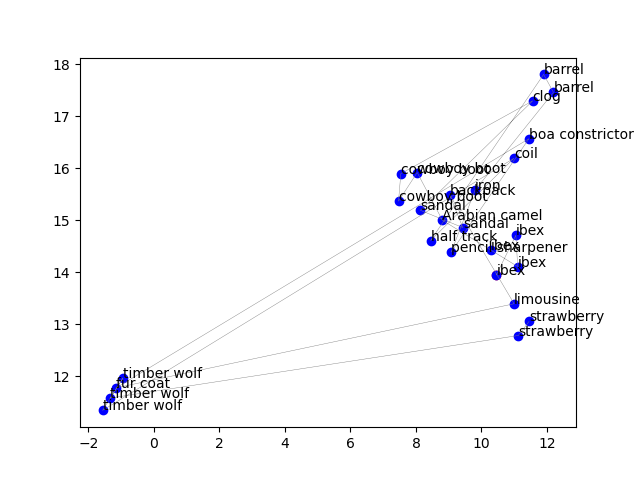 18
barrel
barrel
clog
17
boa constrictor
coil
16
cowboy boot
cowboy boot
iron
backpack
cowboy boot
sandal
15
Arabian camel
sandal
ibex
half track
ibex
pencil sharpener
14
ibex
ibex
limousine
13
strawberry
strawberry
12
timber wolf
fur coat
timber wolf
timber wolf
−2
0
2
4
6
8
10
12